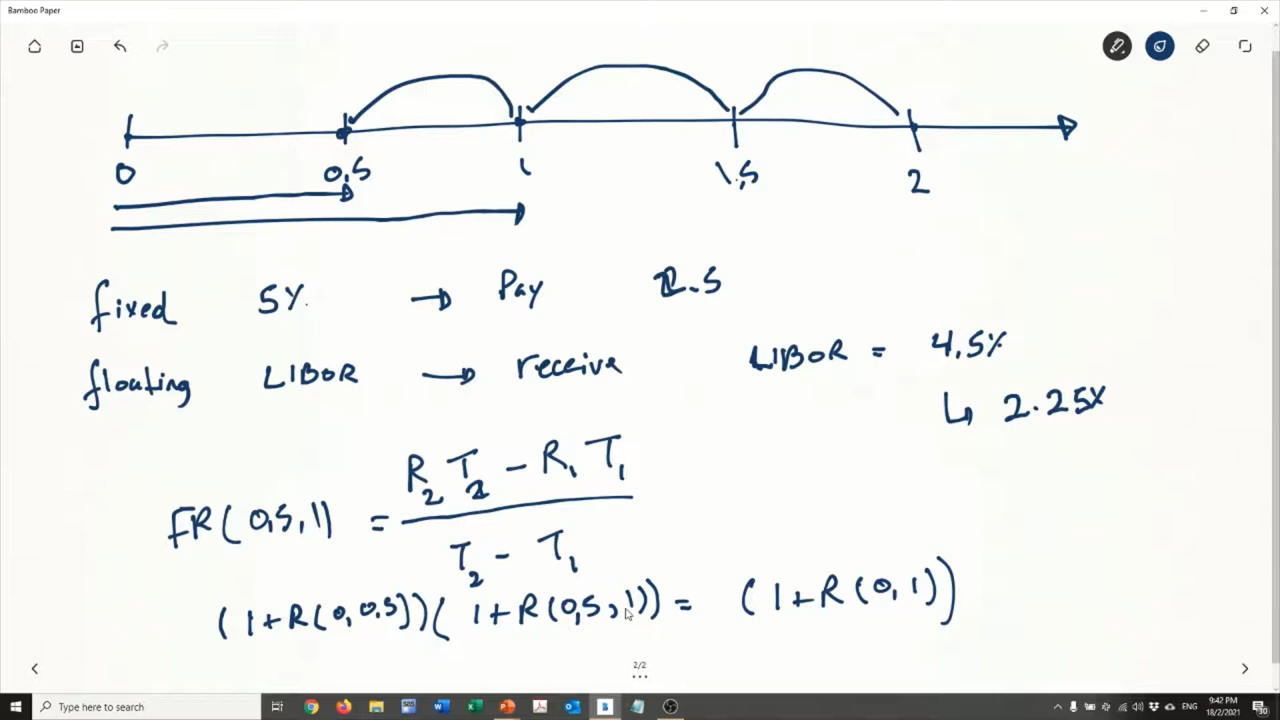 Bamboo Paper
0 0,5 1 1.5 2
fixed 5% → Pay 2.5
floating LIBOR → receive LIBOR = 4.5%
↳ 2.25%
FR(0,5,1) = R₂T₂ - R₁T₁
T₂ - T₁
(1+R(0,0.5))(1+R(0,5,1)) = (1+R(0,1))
2/2
Type here to search
ENG
9:42 PM
18/2/2021
30